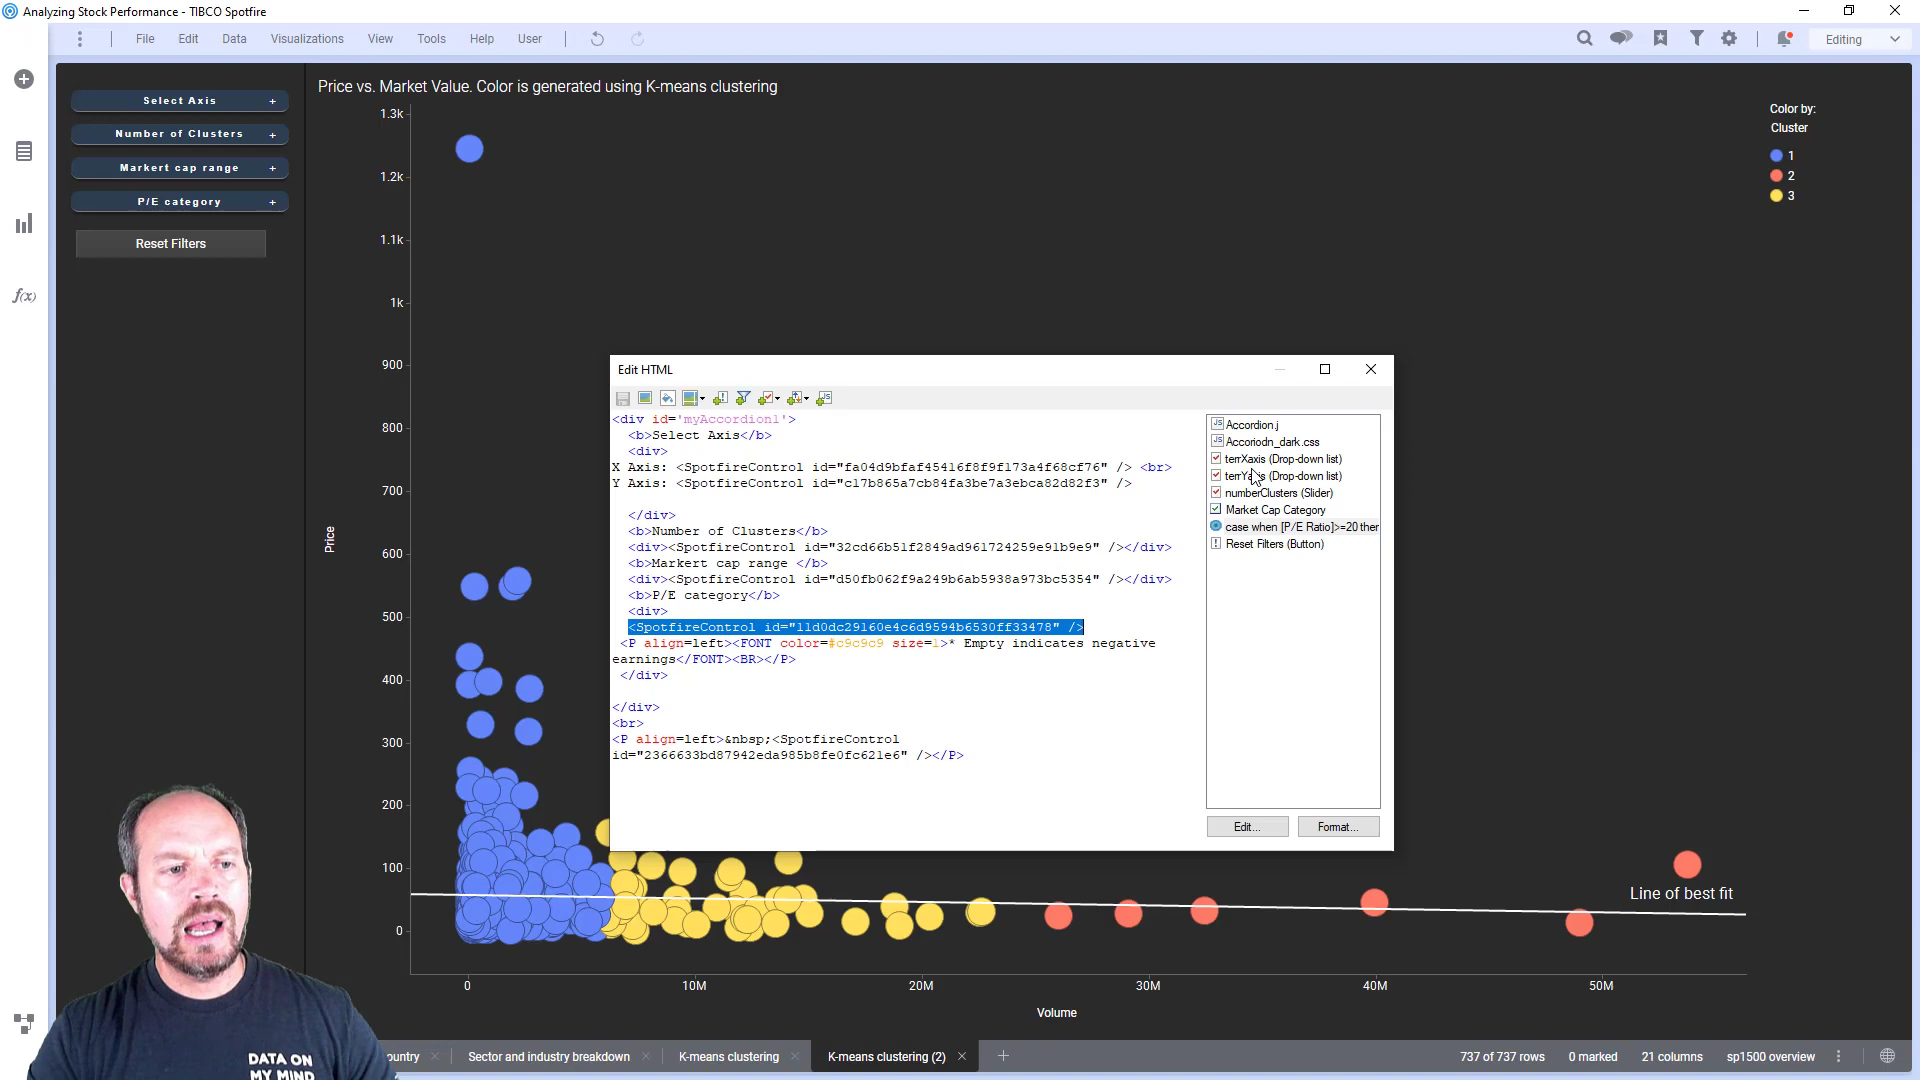 Analyzing Stock Performance - TIBCO Spotfire
File Edit Data Visualizations View Tools Help User
Editing
Select Axis +
Number of Clusters +
Markert cap range +
P/E category +
Reset Filters
Price vs. Market Value. Color is generated using K-means clustering
Color by:
Cluster
1
2
3
1.3k
1.2k
1.1k
1k
900
800
700
600
500
400
300
200
100
0
Price
f(x)
Edit HTML
<div id='myAccordion1'>
<b>Select Axis</b>
<div>
X Axis: <SpotfireControl id="fa04d9bfaf45416f8f9f173a4f68cf76" /> <br>
Y Axis: <SpotfireControl id="c17b865a7cb84fa3be7a3ebca82d82f3" />
</div>
<b>Number of Clusters</b>
<div><SpotfireControl id="32cd66b51f2849ad961724259e91b9e9" /></div>
<b>Markert cap range </b>
<div><SpotfireControl id="d50fb062f9a249b6ab5938a973bc5354" /></div>
<b>P/E category</b>
<div>
<SpotfireControl id="11d0dc29160e4c6d9594b6530ff33478" />
<P align=left><FONT color=#c9c9c9 size=1>* Empty indicates negative
earnings</FONT><BR></P>
</div>
</div>
<br>
<P align=left>&nbsp;<SpotfireControl
id="2366633bd87942eda985b8fe0fc621e6" /></P>
Accordion.j
Accoriodn_dark.css
terrXaxis (Drop-down list)
terrYaxis (Drop-down list)
numberClusters (Slider)
Market Cap Category
case when [P/E Ratio]>=20 ther
Reset Filters (Button)
Edit...
Format...
Line of best fit
0
10M
20M
30M
40M
50M
Volume
DATA ON
MY MIND
ountry
Sector and industry breakdown
K-means clustering
K-means clustering (2)
737 of 737 rows
0 marked
21 columns
sp1500 overview